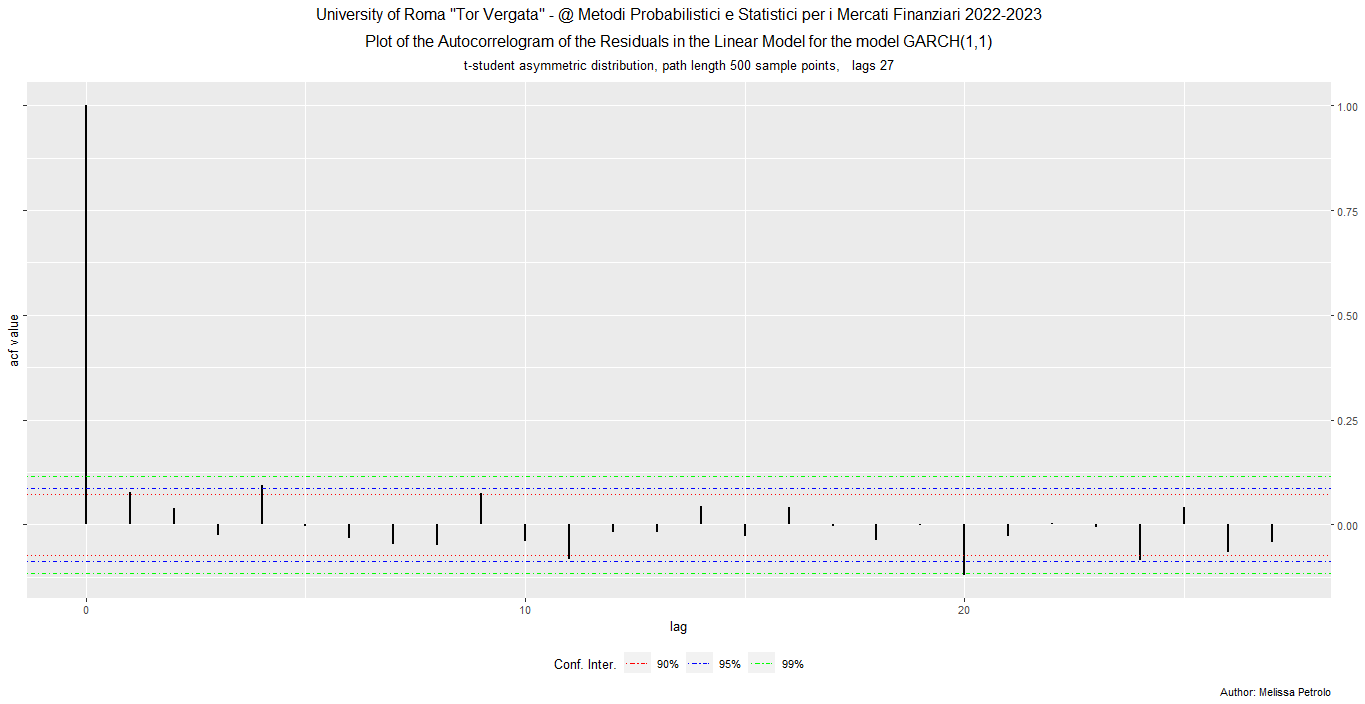 University of Roma "Tor Vergata" - @ Metodi Probabilistici e Statistici per i Mercati Finanziari 2022-2023
Plot of the Autocorrelogram of the Residuals in the Linear Model for the model GARCH(1,1)
t-student asymmetric distribution, path length 500 sample points,   lags 27
acf value
1.00
0.75
0.50
0.25
0.00
0 10 20
lag
Conf. Inter. 90% 95% 99%
Author: Melissa Petrolo